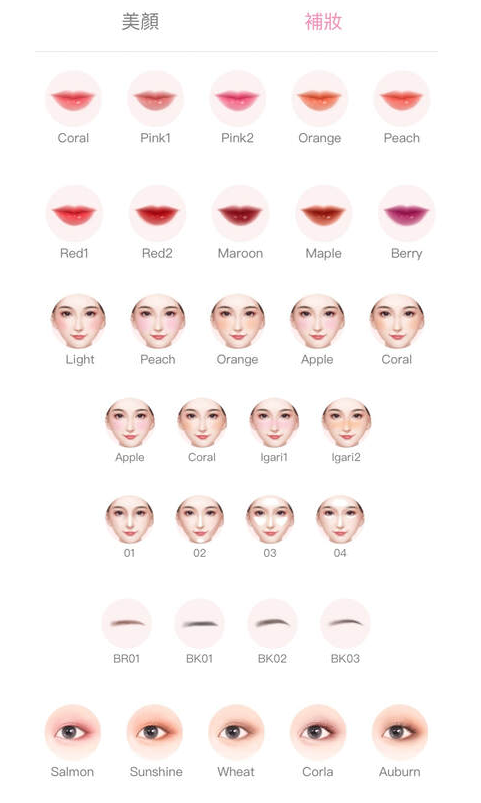 美顏 補妝
Coral Pink1 Pink2 Orange Peach
Red1 Red2 Maroon Maple Berry
Light Peach Orange Apple Coral
Apple Coral Igari1 Igari2
01 02 03 04
BR01 BK01 BK02 BK03
Salmon Sunshine Wheat Corla Auburn